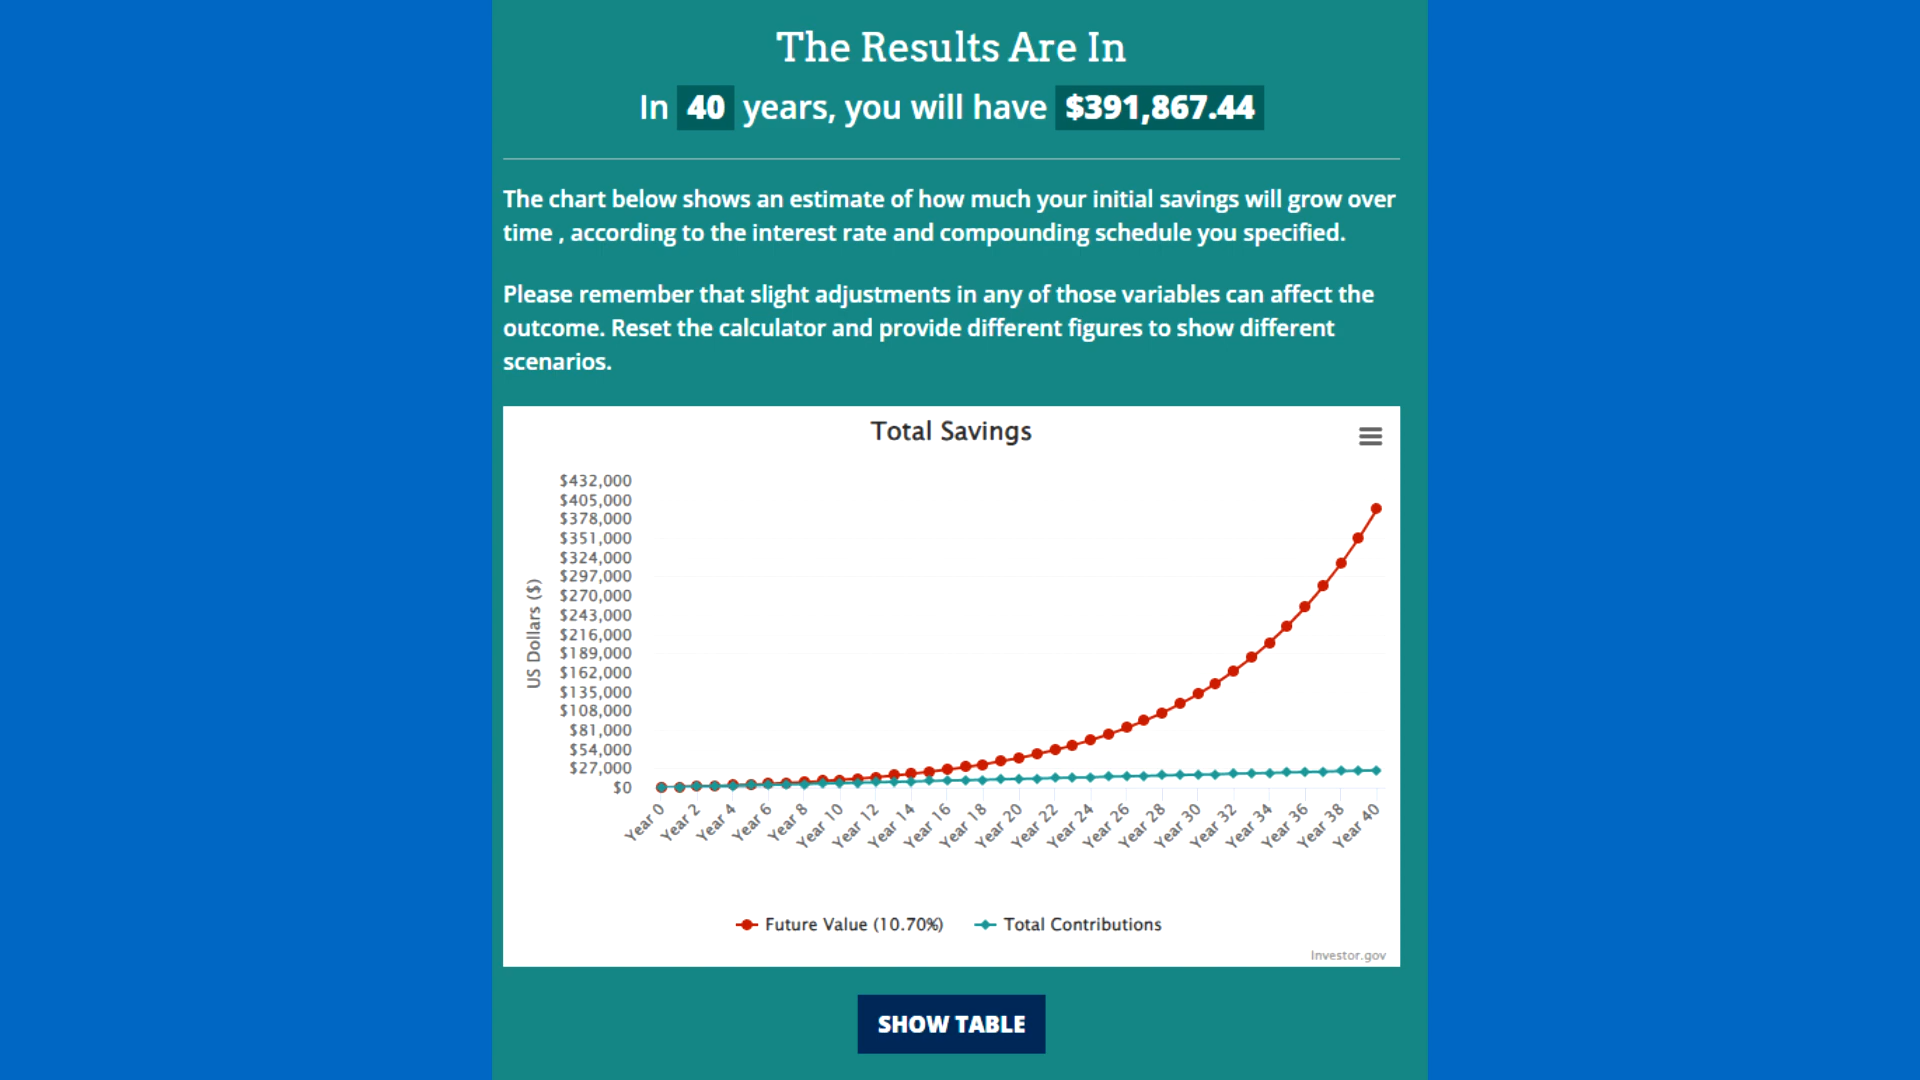 The Results Are In
In 40 years, you will have $391,867.44
The chart below shows an estimate of how much your initial savings will grow over
time , according to the interest rate and compounding schedule you specified.
Please remember that slight adjustments in any of those variables can affect the
outcome. Reset the calculator and provide different figures to show different
scenarios.
Total Savings
US Dollars ($)
$432,000
$405,000
$378,000
$351,000
$324,000
$297,000
$270,000
$243,000
$216,000
$189,000
$162,000
$135,000
$108,000
$81,000
$54,000
$27,000
$0
Year 0
Year 2
Year 4
Year 6
Year 8
Year 10
Year 12
Year 14
Year 16
Year 18
Year 20
Year 22
Year 24
Year 26
Year 28
Year 30
Year 32
Year 34
Year 36
Year 38
Year 40
Future Value (10.70%)
Total Contributions
Investor.gov
SHOW TABLE